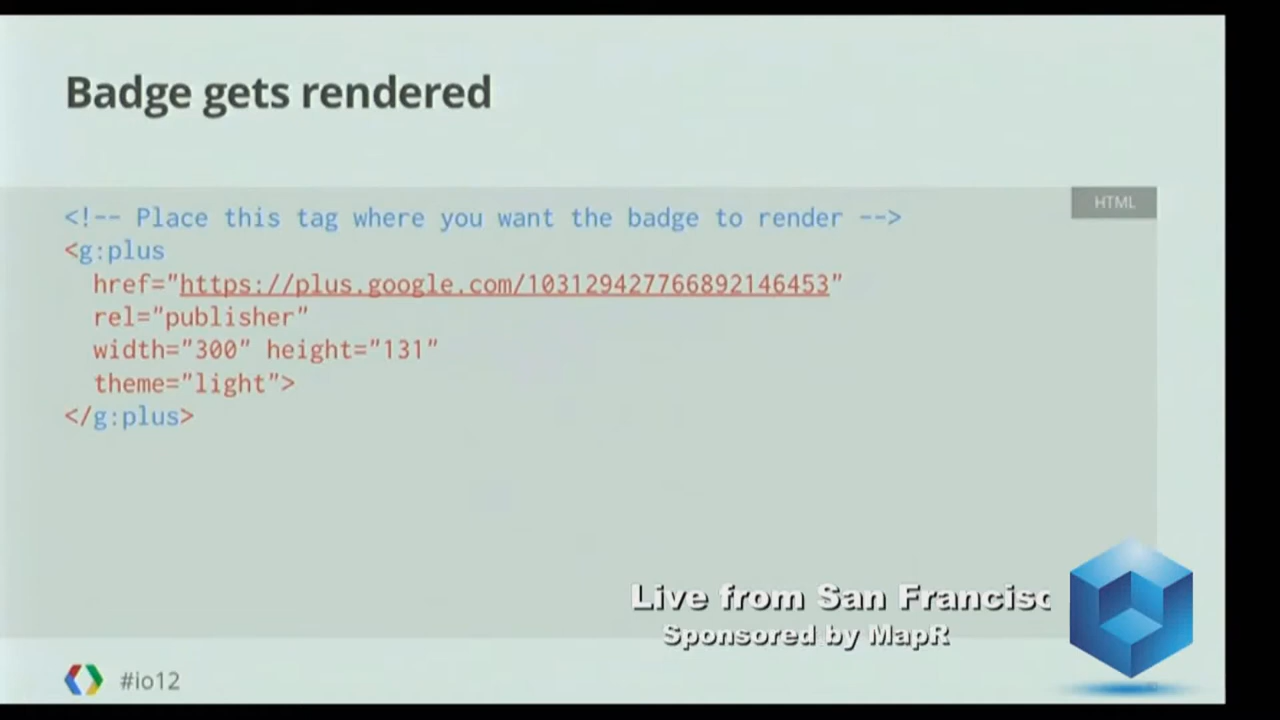 Badge gets rendered
HTML
<!-- Place this tag where you want the badge to render -->
<g:plus
href="https://plus.google.com/103129427766892146453"
rel="publisher"
width="300" height="131"
theme="light">
</g:plus>
Live from San Francisc
Sponsored by MapR
#io12